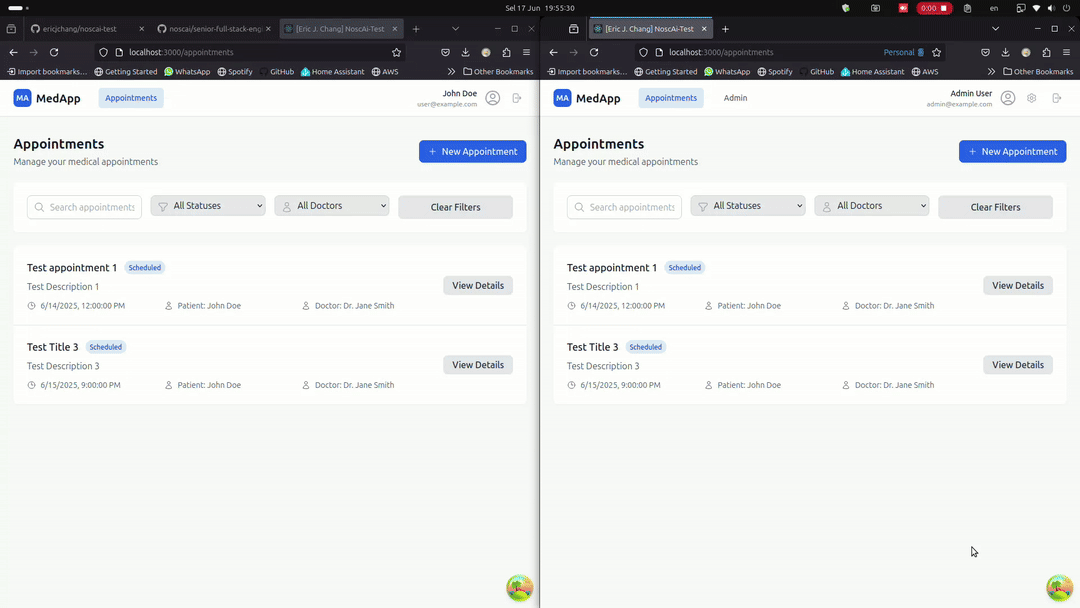 Sel 17 Jun 19:55:30
0:00
en
ericjchang/noscai-test
noscai/senior-full-stack-eng
[Eric J. Chang] NoscAi-Test
localhost:3000/appointments
Import bookmarks...
Getting Started
WhatsApp
Spotify
GitHub
Home Assistant
AWS
Other Bookmarks
MA
MedApp
Appointments
John Doe
user@example.com
Appointments
Manage your medical appointments
+ New Appointment
Search appointments
All Statuses
All Doctors
Clear Filters
Test appointment 1 Scheduled
Test Description 1
View Details
6/14/2025, 12:00:00 PM Patient: John Doe Doctor: Dr. Jane Smith
Test Title 3 Scheduled
Test Description 3
View Details
6/15/2025, 9:00:00 PM Patient: John Doe Doctor: Dr. Jane Smith
[Eric J. Chang] NoscAi-Test
localhost:3000/appointments
Personal
Import bookmarks...
Getting Started
WhatsApp
Spotify
GitHub
Home Assistant
AWS
Other Bookmarks
MA
MedApp
Appointments
Admin
Admin User
admin@example.com
Appointments
Manage your medical appointments
+ New Appointment
Search appointments
All Statuses
All Doctors
Clear Filters
Test appointment 1 Scheduled
Test Description 1
View Details
6/14/2025, 12:00:00 PM Patient: John Doe Doctor: Dr. Jane Smith
Test Title 3 Scheduled
Test Description 3
View Details
6/15/2025, 9:00:00 PM Patient: John Doe Doctor: Dr. Jane Smith